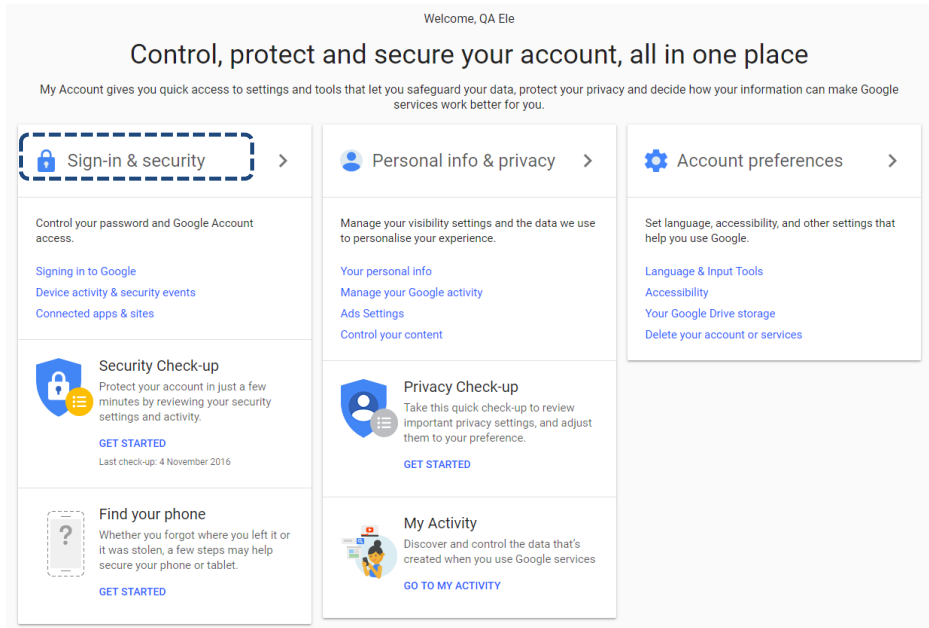 Welcome, QA Ele
Control, protect and secure your account, all in one place
My Account gives you quick access to settings and tools that let you safeguard your data, protect your privacy and decide how your information can make Google
services work better for you.
Sign-in & security
Control your password and Google Account
access.
Signing in to Google
Device activity & security events
Connected apps & sites
Security Check-up
Protect your account in just a few
minutes by reviewing your security
settings and activity.
GET STARTED
Last check-up: 4 November 2016
Find your phone
Whether you forgot where you left it or
it was stolen, a few steps may help
secure your phone or tablet.
GET STARTED
Personal info & privacy
Manage your visibility settings and the data we use
to personalise your experience.
Your personal info
Manage your Google activity
Ads Settings
Control your content
Privacy Check-up
Take this quick check-up to review
important privacy settings, and adjust
them to your preference.
GET STARTED
My Activity
Discover and control the data that's
created when you use Google services
GO TO MY ACTIVITY
Account preferences
Set language, accessibility, and other settings that
help you use Google.
Language & Input Tools
Accessibility
Your Google Drive storage
Delete your account or services